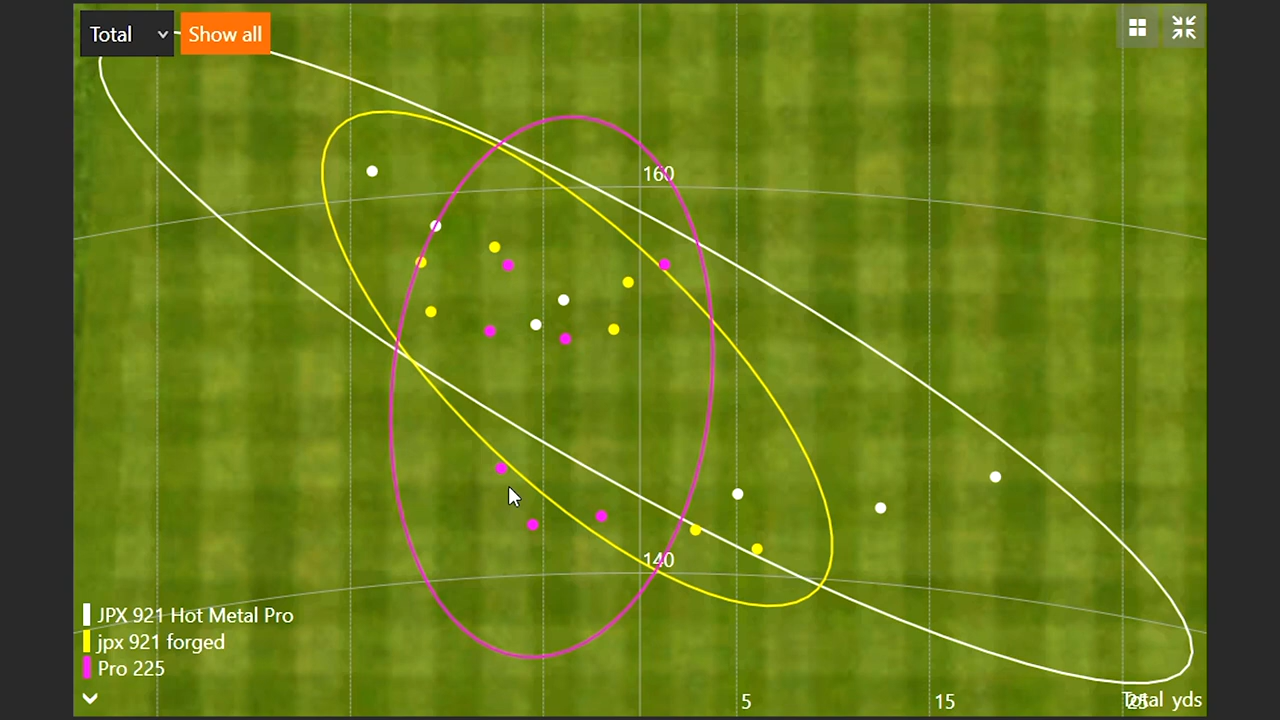 Total
Show all
160
140
JPX 921 Hot Metal Pro
jpx 921 forged
Pro 225
5
15
25
Total yds